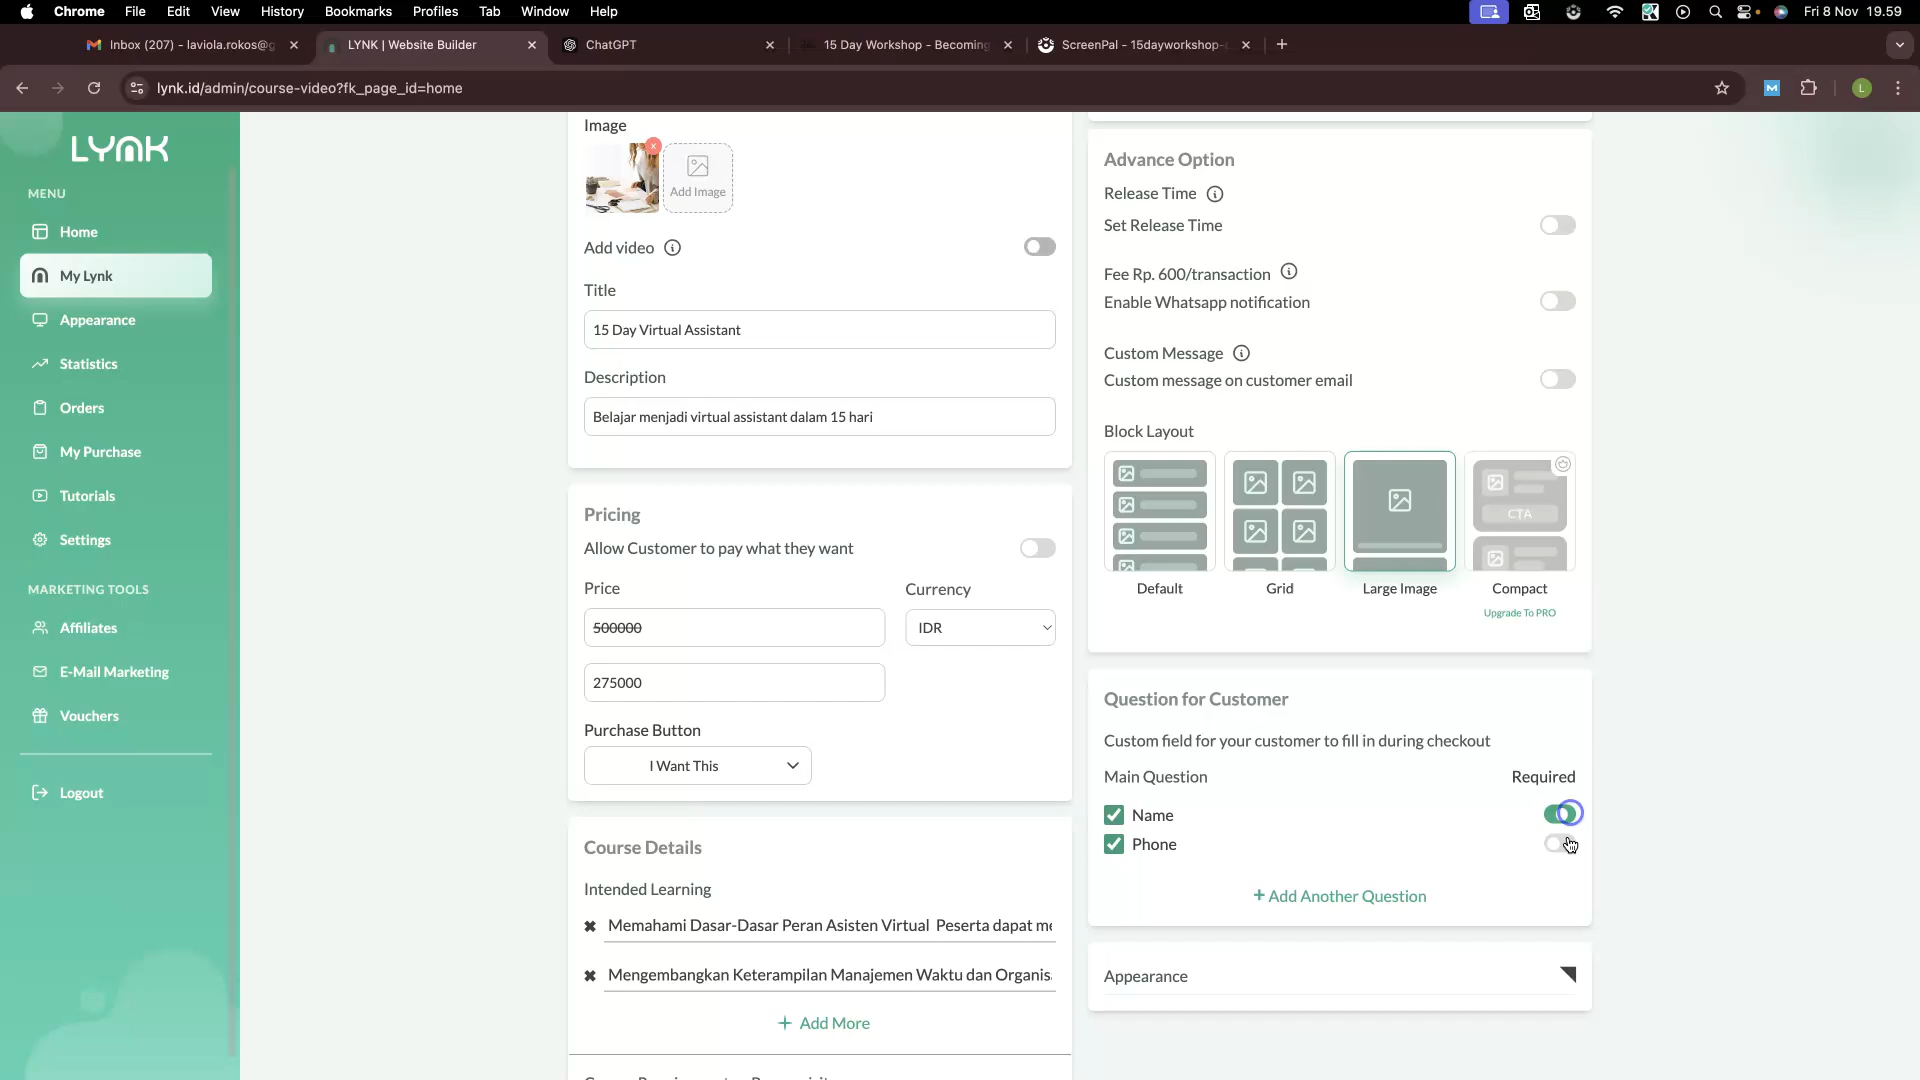 Chrome File Edit View History Bookmarks Profiles Tab Window Help
Fri 8 Nov 19.59
Inbox (207) - laviola.rokos@g
LYNK | Website Builder
ChatGPT
15 Day Workshop - Becoming
ScreenPal - 15dayworkshop-
lynk.id/admin/course-video?fk_page_id=home
L
LYNK
MENU
Home
My Lynk
Appearance
Statistics
Orders
My Purchase
Tutorials
Settings
MARKETING TOOLS
Affiliates
E-Mail Marketing
Vouchers
Logout
Image
Add Image
Add video
Title
15 Day Virtual Assistant
Description
Belajar menjadi virtual assistant dalam 15 hari
Pricing
Allow Customer to pay what they want
Price
Currency
500000
IDR
275000
Purchase Button
I Want This
Course Details
Intended Learning
Memahami Dasar-Dasar Peran Asisten Virtual Peserta dapat me
Mengembangkan Keterampilan Manajemen Waktu dan Organis
+ Add More
Advance Option
Release Time
Set Release Time
Fee Rp. 600/transaction
Enable Whatsapp notification
Custom Message
Custom message on customer email
Block Layout
CTA
Default
Grid
Large Image
Compact
Upgrade To PRO
Question for Customer
Custom field for your customer to fill in during checkout
Main Question
Required
Name
Phone
+ Add Another Question
Appearance